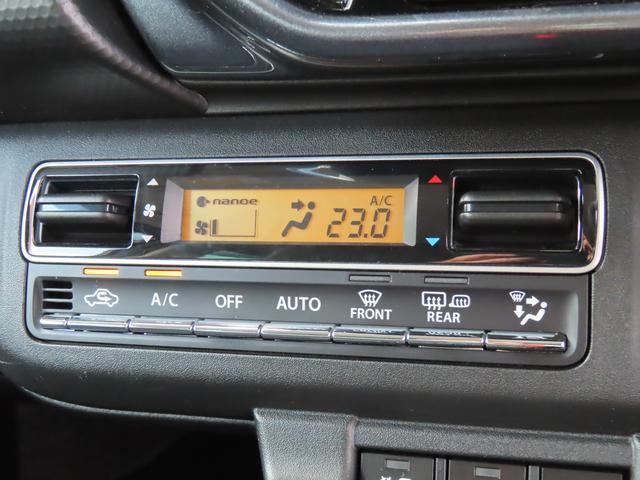 nanoe
A/C
23.0
A/C
OFF
AUTO
FRONT
REAR